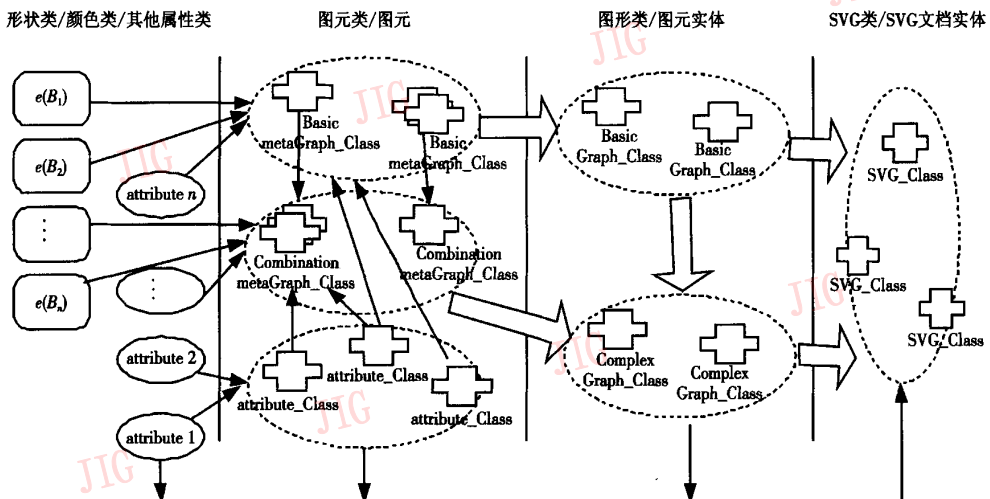 形状类/颜色类/其他属性类
图元类/图元
图形类/图元实体
SVG类/SVG文档实体
JIG
JIG
JIG
JIG
JIG
JIG
JIG
e(B₁)
e(B₂)
attribute n
⋮
e(Bₙ)
⋮
attribute 2
attribute 1
Basic
metaGraph_Class
Basic
metaGraph_Class
Combination
metaGraph_Class
Combination
metaGraph_Class
attribute_Class
attribute_Class
attribute_Class
Basic
Graph_Class
Basic
Graph_Class
Complex
Graph_Class
Complex
Graph_Class
SVG_Class
SVG_Class
SVG_Class